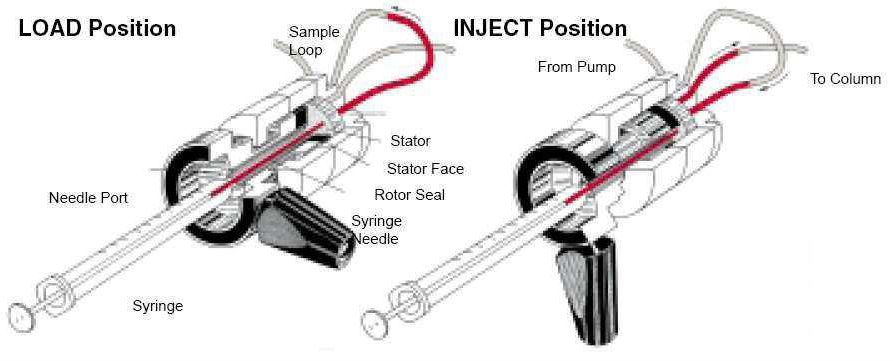 LOAD Position
Sample
Loop
Stator
Stator Face
Rotor Seal
Needle Port
Syringe
Needle
Syringe
INJECT Position
From Pump
To Column